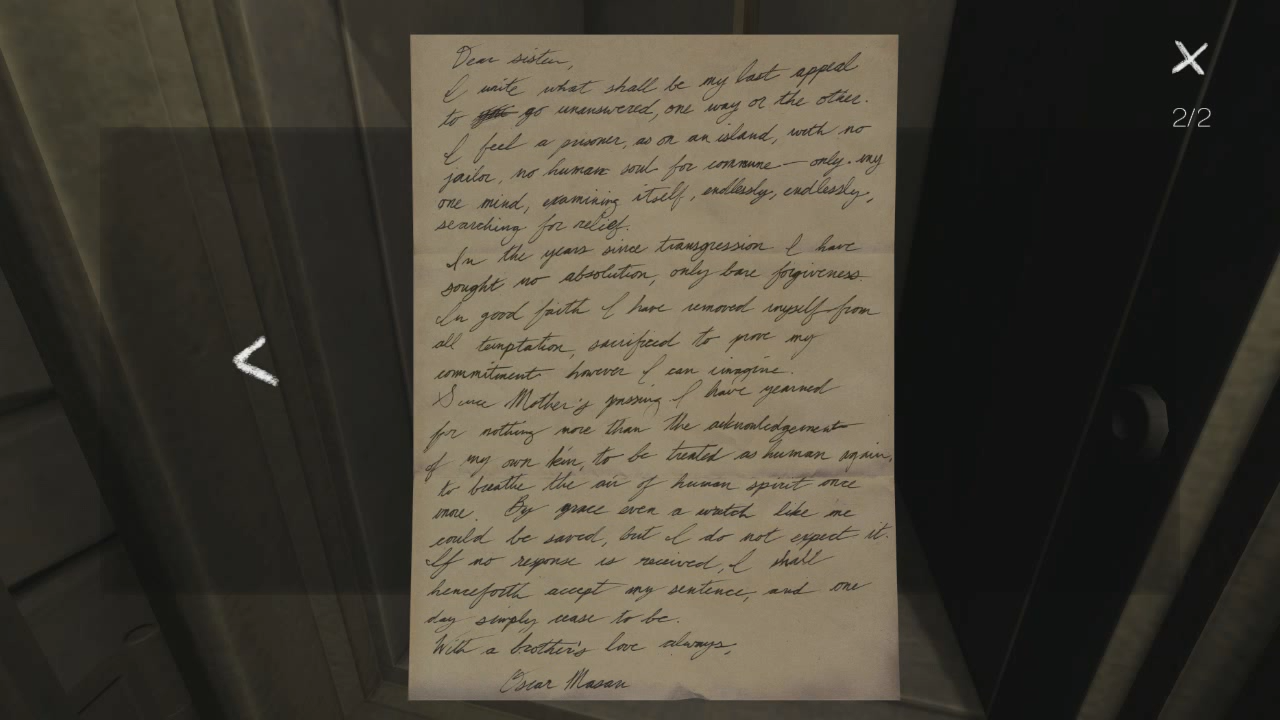 2/2
Dear sister,
I write what shall be my last appeal
to go unanswered, one way or the other.
I feel a prisoner, as on an island, with no
jailor, no human soul for commune — only my
one mind, examining itself, endlessly, endlessly,
searching for relief.
In the years since transgression I have
sought no absolution, only bare forgiveness.
In good faith I have removed myself from
all temptation, sacrificed to prove my
commitment however I can imagine.
Since Mother's passing I have yearned
for nothing more than the acknowledgement
of my own kin, to be treated as human again,
to breathe the air of human spirit once
more. By grace even a wretch like me
could be saved, but I do not expect it.
If no response is received, I shall
henceforth accept my sentence, and one
day simply cease to be.
With a brother's love always,
Oscar Masan